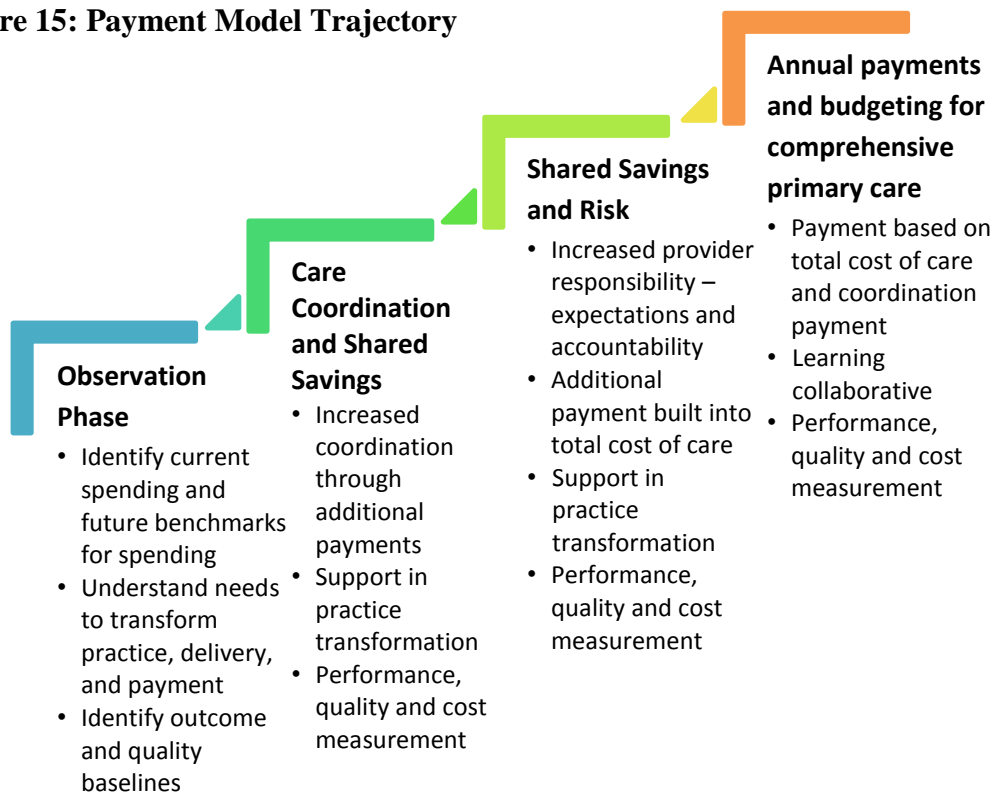 re 15: Payment Model Trajectory
Observation
Phase
• Identify current
spending and
future benchmarks
for spending
• Understand needs
to transform
practice, delivery,
and payment
• Identify outcome
and quality
baselines
Care
Coordination
and Shared
Savings
• Increased
coordination
through
additional
payments
• Support in
practice
transformation
• Performance,
quality and cost
measurement
Shared Savings
and Risk
• Increased provider
responsibility –
expectations and
accountability
• Additional
payment built into
total cost of care
• Support in
practice
transformation
• Performance,
quality and cost
measurement
Annual payments
and budgeting for
comprehensive
primary care
• Payment based on
total cost of care
and coordination
payment
• Learning
collaborative
• Performance,
quality and cost
measurement